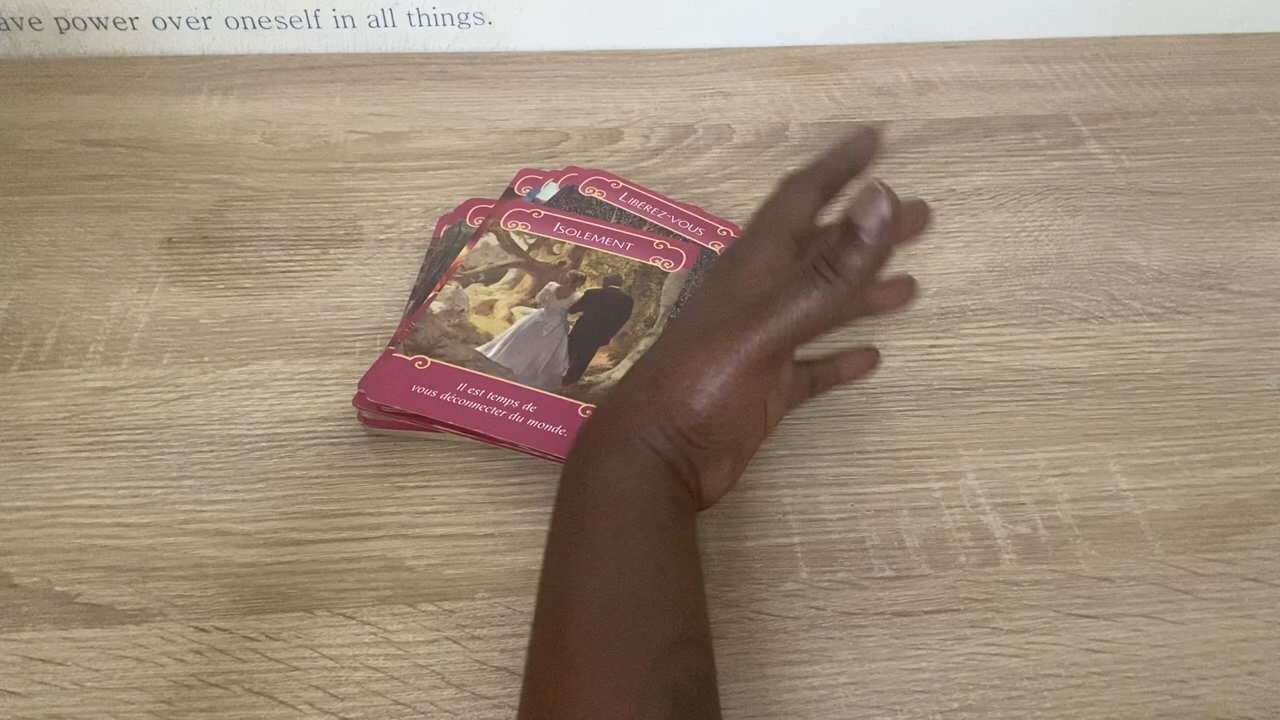 ave power over oneself in all things.
LIBÉREZ-VOUS
ISOLEMENT
Il est temps de
vous déconnecter du monde.